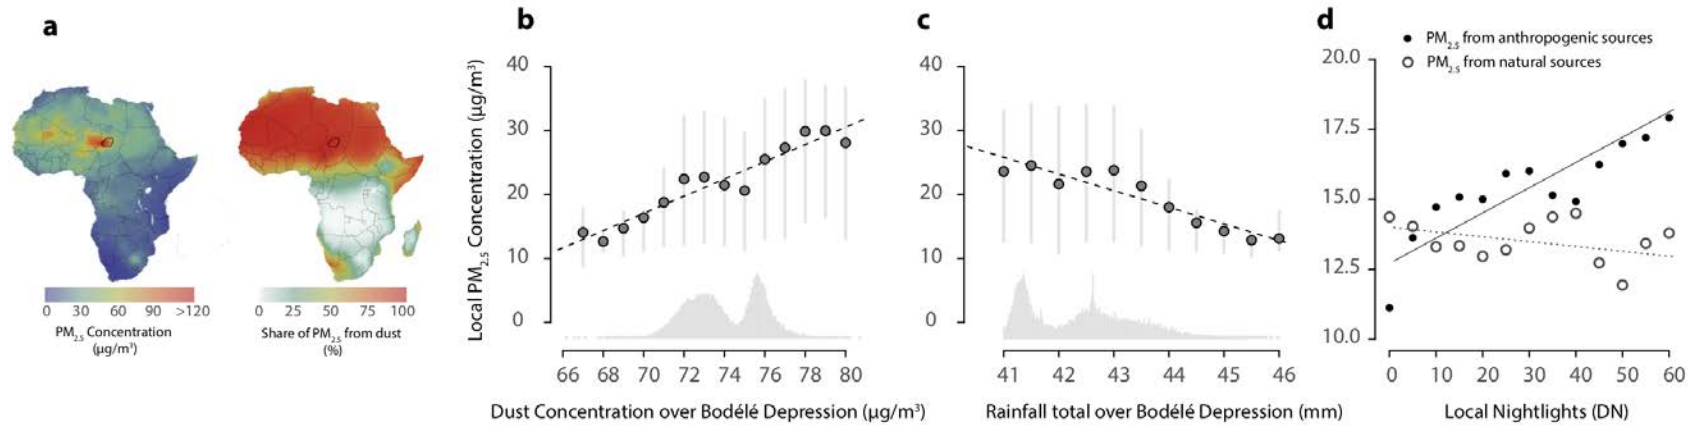 a
0 30 60 90 >120
PM2.5 Concentration
(μg/m³)
0 25 50 75 100
Share of PM2.5 from dust
(%)
b
Local PM2.5 Concentration (μg/m³)
40
30
20
10
0
66 68 70 72 74 76 78 80
Dust Concentration over Bodélé Depression (μg/m³)
c
40
30
20
10
0
41 42 43 44 45 46
Rainfall total over Bodélé Depression (mm)
d
PM2.5 from anthropogenic sources
PM2.5 from natural sources
20.0
17.5
15.0
12.5
10.0
0 10 20 30 40 50 60
Local Nightlights (DN)